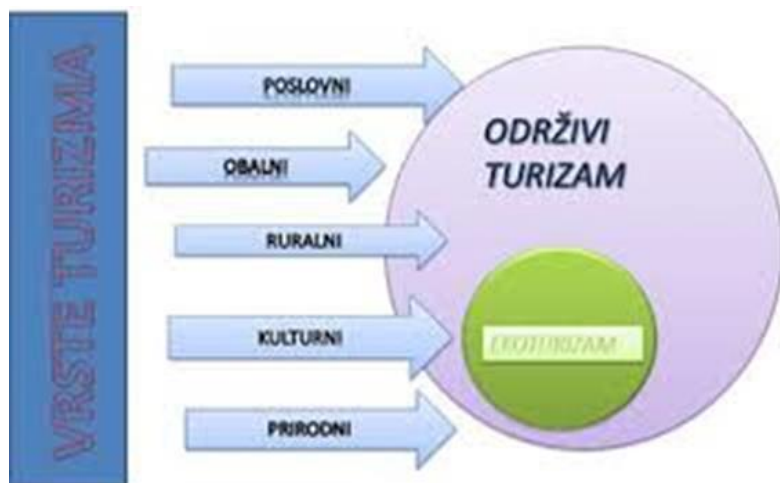 VRSTE TURIZMA
POSLOVNI
OBALNI
RURALNI
KULTURNI
PRIRODNI
ODRŽIVI
TURIZAM
EKOTURIZAM